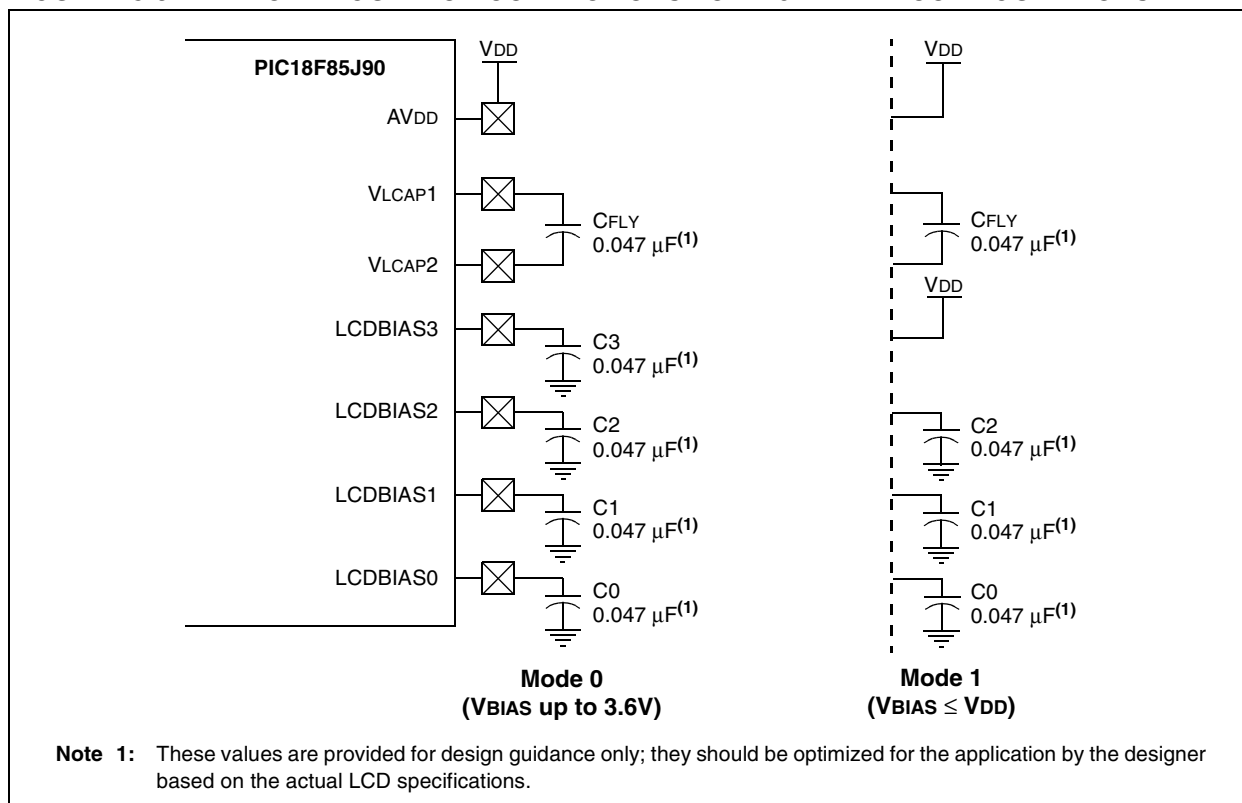 VDD
VDD
PIC18F85J90
AVDD
VLCAP1
CFLY
0.047 μF(1)
CFLY
0.047 μF(1)
VLCAP2
VDD
LCDBIAS3
C3
0.047 μF(1)
LCDBIAS2
C2
0.047 μF(1)
C2
0.047 μF(1)
LCDBIAS1
C1
0.047 μF(1)
C1
0.047 μF(1)
LCDBIAS0
C0
0.047 μF(1)
C0
0.047 μF(1)
Mode 0
(VBIAS up to 3.6V)
Mode 1
(VBIAS ≤ VDD)
Note 1: These values are provided for design guidance only; they should be optimized for the application by the designer
based on the actual LCD specifications.